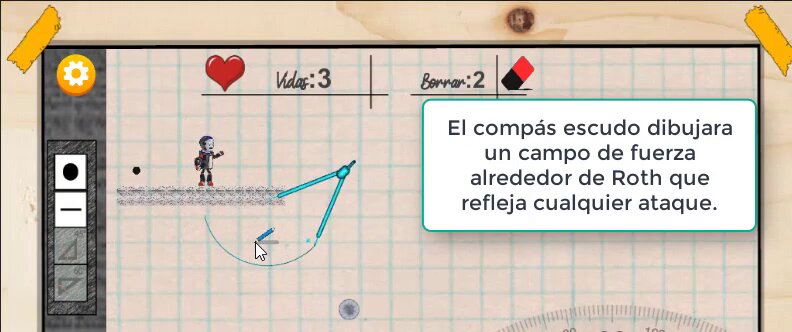 Vidas:3
Borrar:2
El compás escudo dibujara
un campo de fuerza
alrededor de Roth que
refleja cualquier ataque.